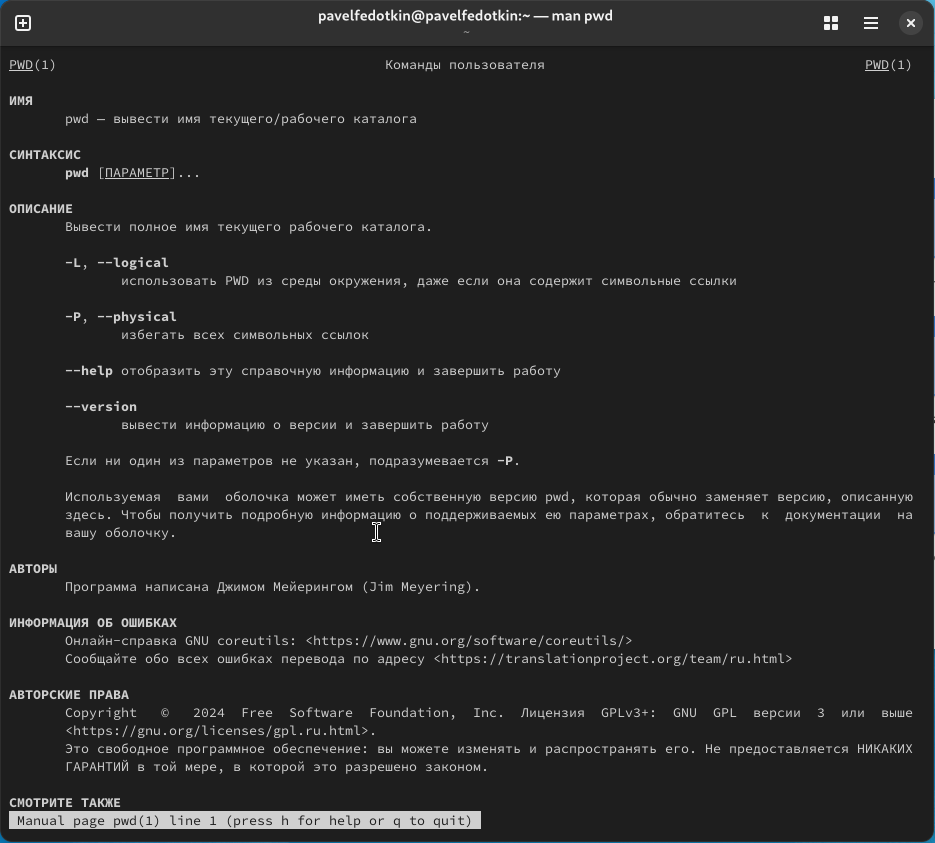 pavelfedotkin@pavelfedotkin:~ — man pwd
~
PWD(1) Команды пользователя PWD(1)
ИМЯ
pwd – вывести имя текущего/рабочего каталога
СИНТАКСИС
pwd [ПАРАМЕТР]...
ОПИСАНИЕ
Вывести полное имя текущего рабочего каталога.
-L, --logical
использовать PWD из среды окружения, даже если она содержит символьные ссылки
-P, --physical
избегать всех символьных ссылок
--help отобразить эту справочную информацию и завершить работу
--version
вывести информацию о версии и завершить работу
Если ни один из параметров не указан, подразумевается -P.
Используемая вами оболочка может иметь собственную версию pwd, которая обычно заменяет версию, описанную
здесь. Чтобы получить подробную информацию о поддерживаемых ею параметрах, обратитесь к документации на
вашу оболочку.
АВТОРЫ
Программа написана Джимом Мейерингом (Jim Meyering).
ИНФОРМАЦИЯ ОБ ОШИБКАХ
Онлайн-справка GNU coreutils: <https://www.gnu.org/software/coreutils/>
Сообщайте обо всех ошибках перевода по адресу <https://translationproject.org/team/ru.html>
АВТОРСКИЕ ПРАВА
Copyright © 2024 Free Software Foundation, Inc. Лицензия GPLv3+: GNU GPL версии 3 или выше
<https://gnu.org/licenses/gpl.ru.html>.
Это свободное программное обеспечение: вы можете изменять и распространять его. Не предоставляется НИКАКИХ
ГАРАНТИЙ в той мере, в которой это разрешено законом.
СМОТРИТЕ ТАКЖЕ
Manual page pwd(1) line 1 (press h for help or q to quit)